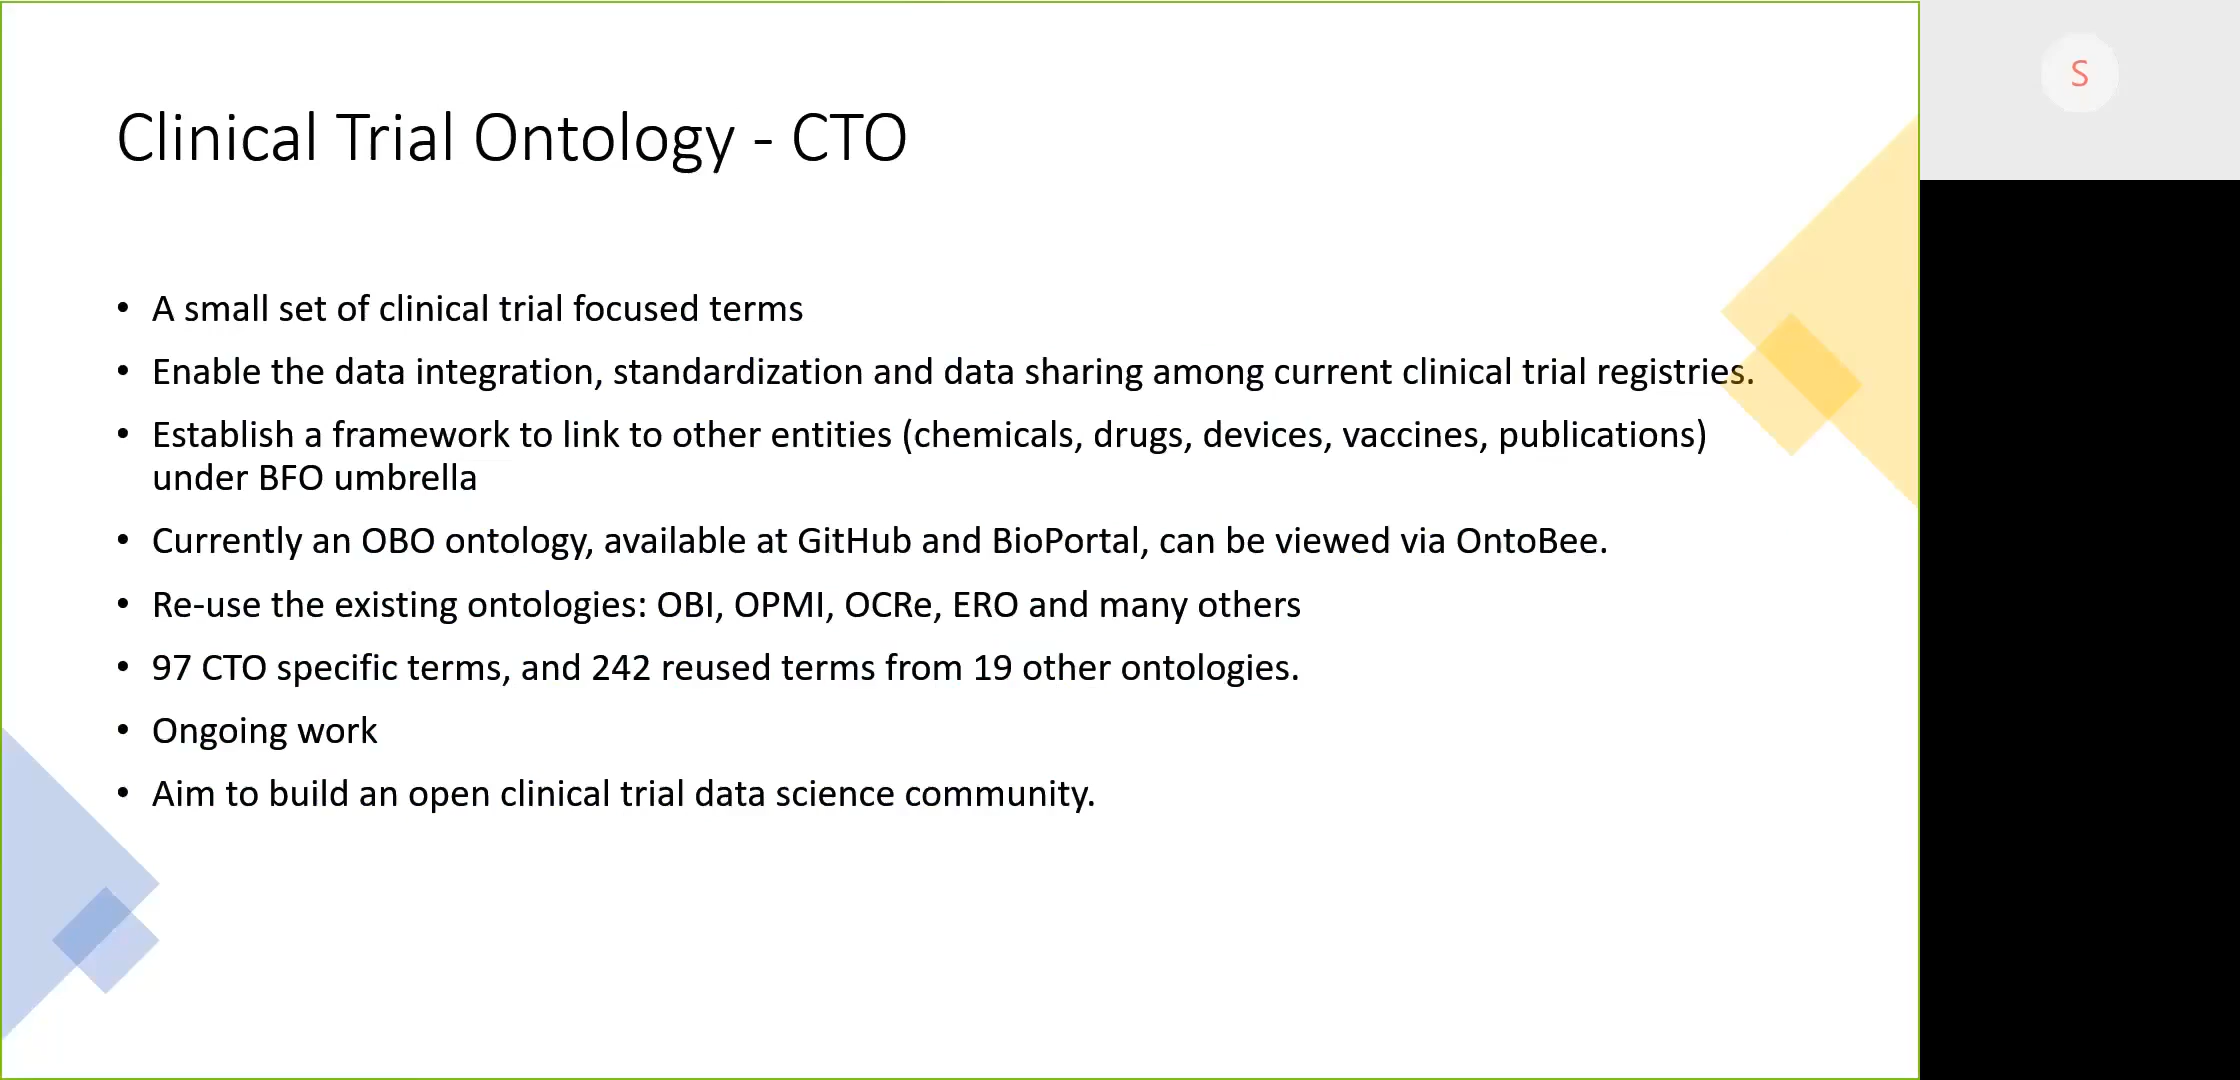 Clinical Trial Ontology - CTO
• A small set of clinical trial focused terms
• Enable the data integration, standardization and data sharing among current clinical trial registries.
• Establish a framework to link to other entities (chemicals, drugs, devices, vaccines, publications)
under BFO umbrella
• Currently an OBO ontology, available at GitHub and BioPortal, can be viewed via OntoBee.
• Re-use the existing ontologies: OBI, OPMI, OCRe, ERO and many others
• 97 CTO specific terms, and 242 reused terms from 19 other ontologies.
• Ongoing work
• Aim to build an open clinical trial data science community.
S